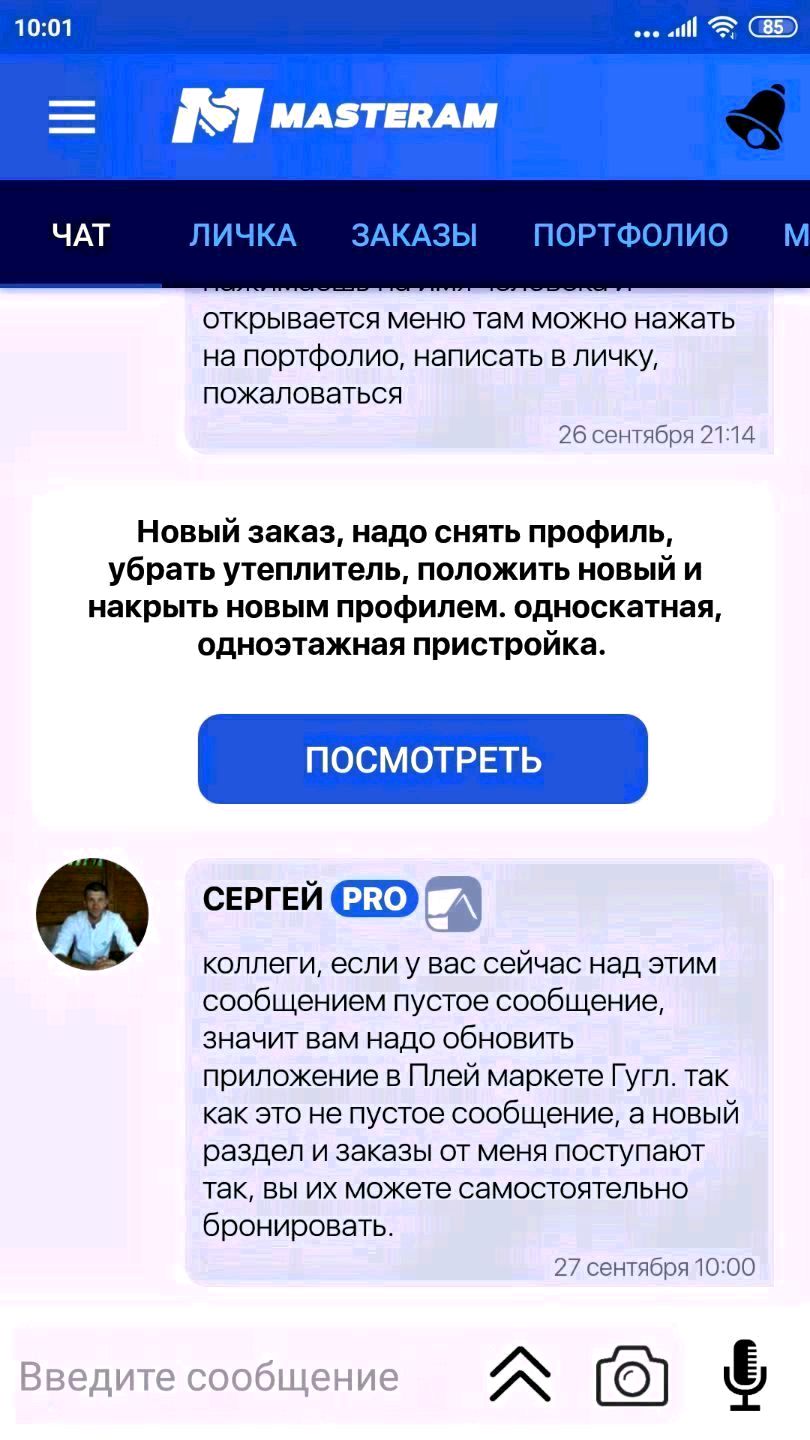 10:01
85
MASTERAM
ЧАТ ЛИЧКА ЗАКАЗЫ ПОРТФОЛИО М
открывается меню там можно нажать
на портфолио, написать в личку,
пожаловаться
26 сентября 21:14
Новый заказ, надо снять профиль,
убрать утеплитель, положить новый и
накрыть новым профилем. односкатная,
одноэтажная пристройка.
ПОСМОТРЕТЬ
СЕРГЕЙ PRO
коллеги, если у вас сейчас над этим
сообщением пустое сообщение,
значит вам надо обновить
приложение в Плей маркете Гугл. так
как это не пустое сообщение, а новый
раздел и заказы от меня поступают
так, вы их можете самостоятельно
бронировать.
27 сентября 10:00
Введите сообщение